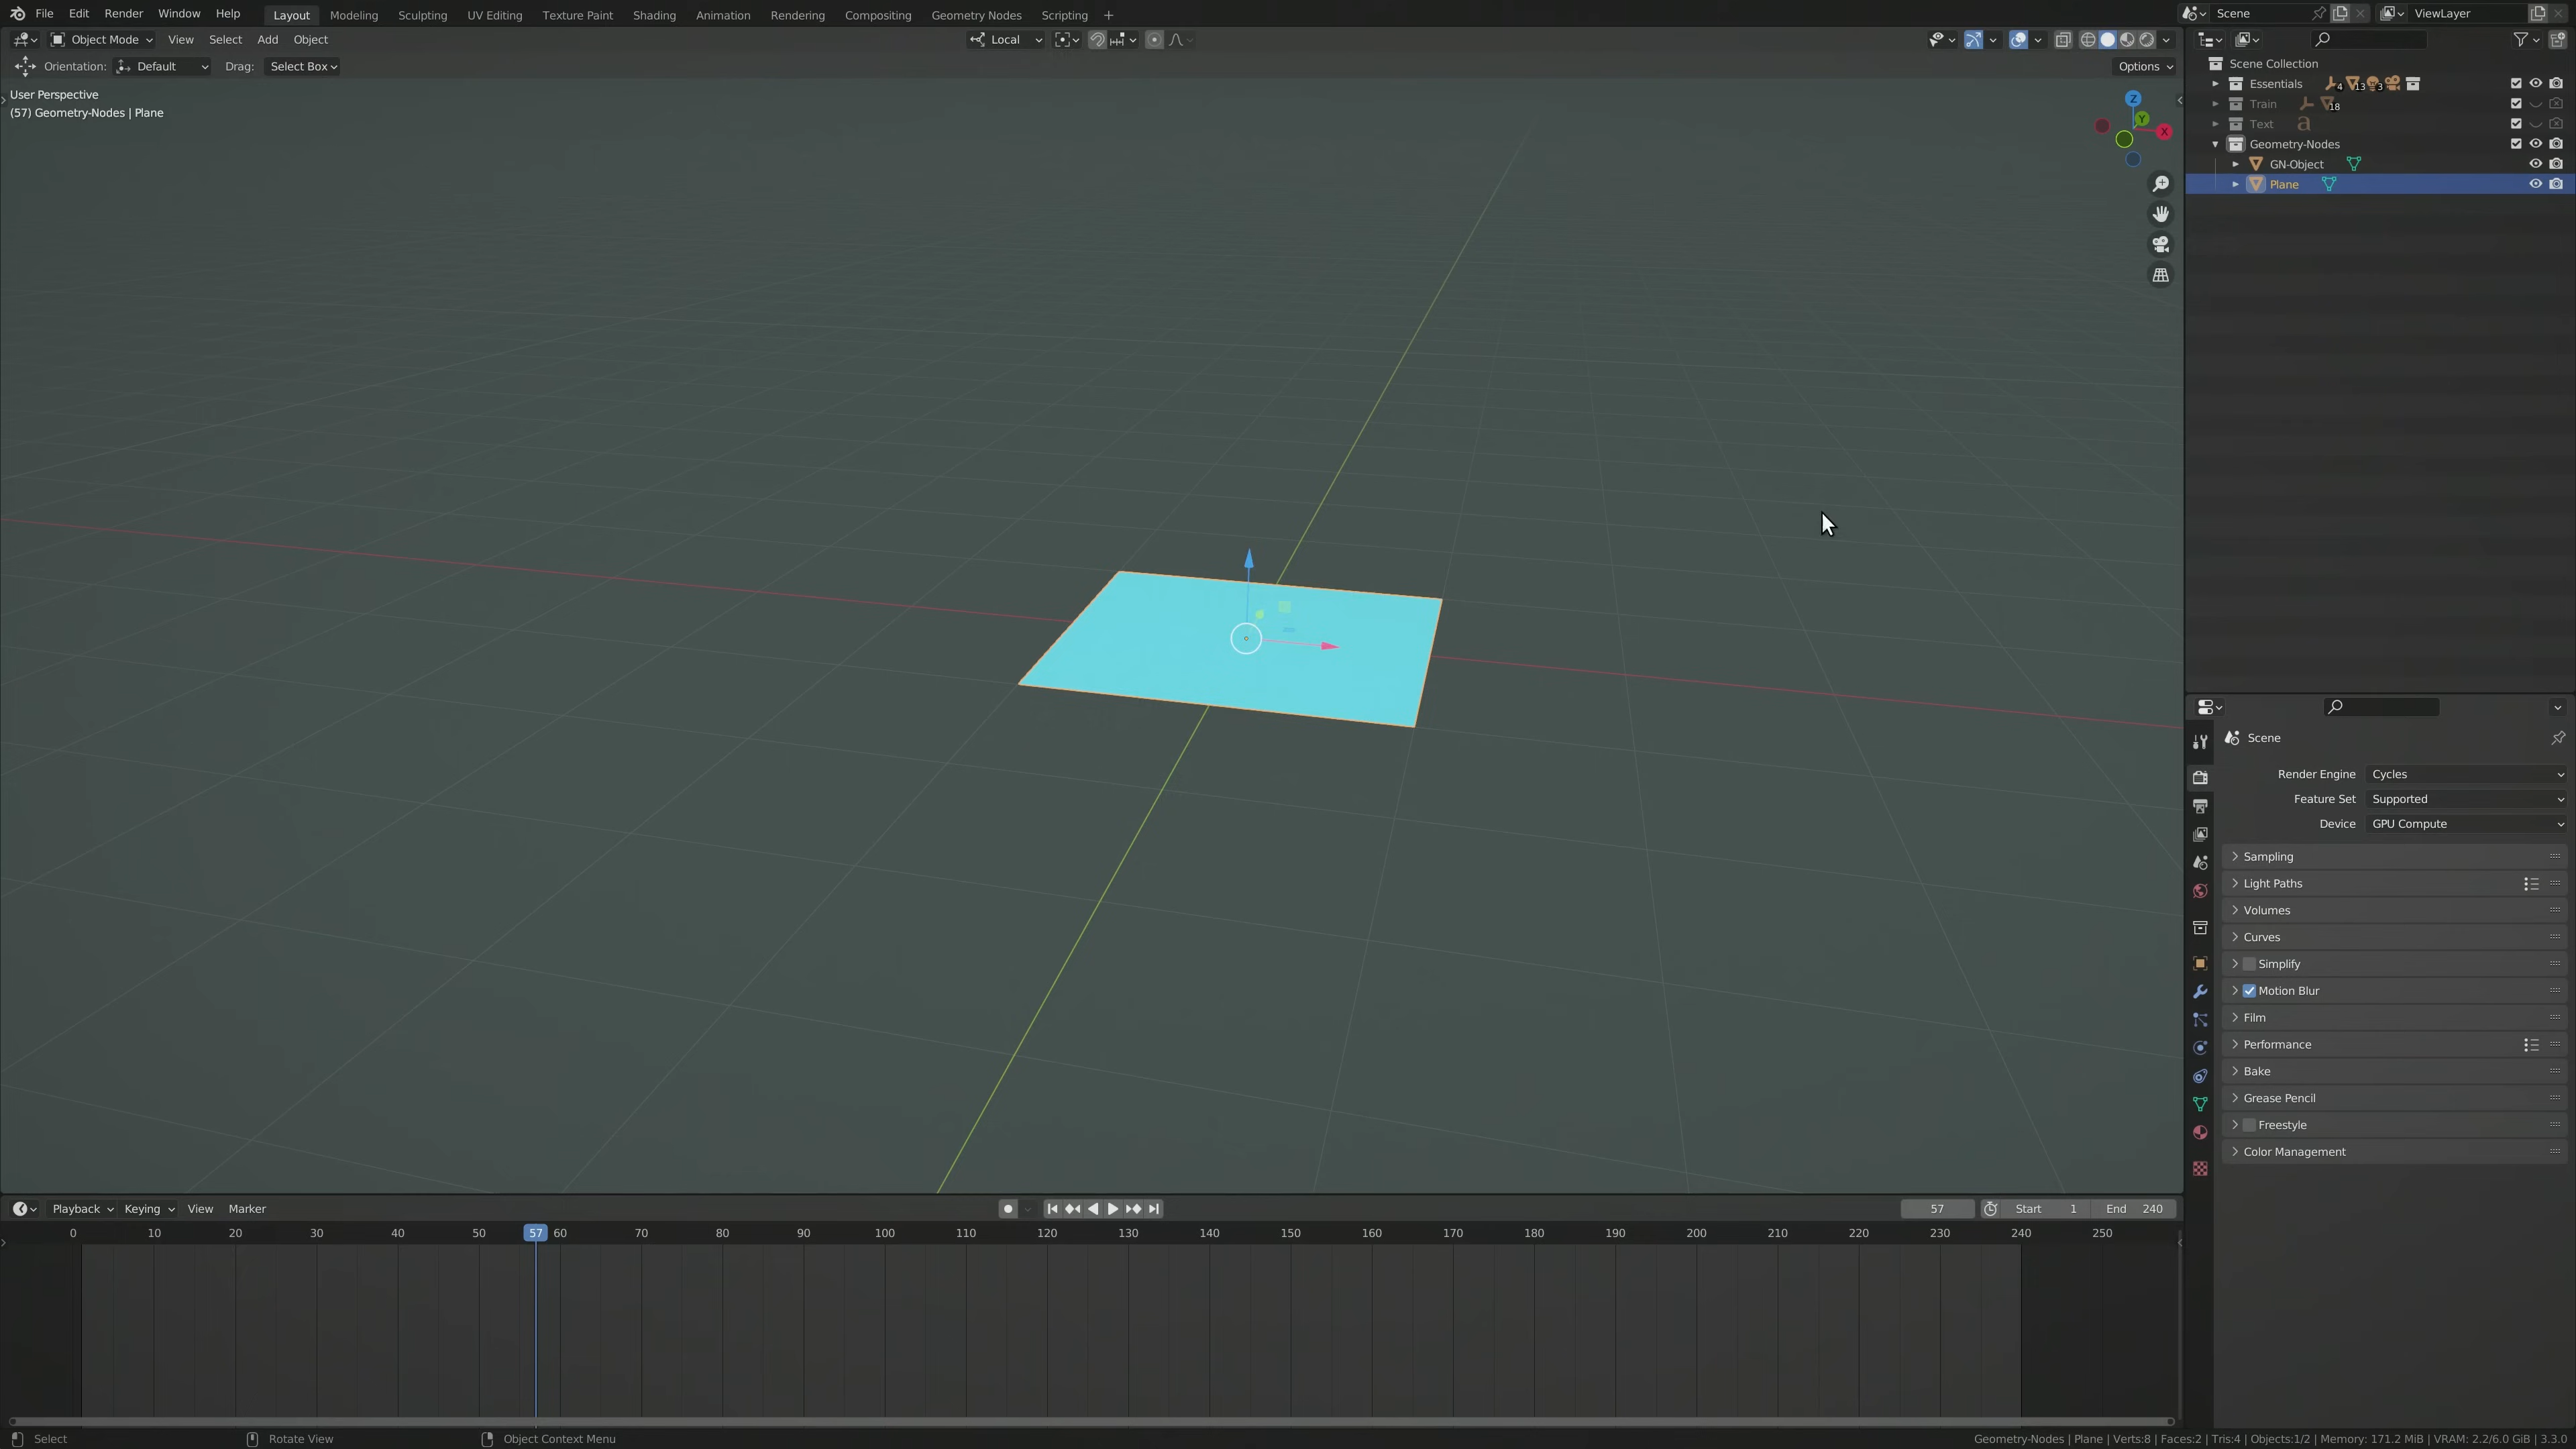 File Edit Render Window Help Layout Modeling Sculpting UV Editing Texture Paint Shading Animation Rendering Compositing Geometry Nodes Scripting + Scene ViewLayer
Object Mode View Select Add Object Local
Orientation: Default Drag: Select Box Options
User Perspective
(57) Geometry-Nodes | Plane
Z
Y
X
Scene Collection
Essentials 4 13 3
Train 18
Text a
Geometry-Nodes
GN-Object
Plane
Scene
Render Engine Cycles
Feature Set Supported
Device GPU Compute
Sampling
Light Paths
Volumes
Curves
Simplify
Motion Blur
Film
Performance
Bake
Grease Pencil
Freestyle
Color Management
Playback Keying View Marker 57 Start 1 End 240
0 10 20 30 40 50 57 60 70 80 90 100 110 120 130 140 150 160 170 180 190 200 210 220 230 240 250
Select Rotate View Object Context Menu Geometry-Nodes | Plane | Verts:8 | Faces:2 | Tris:4 | Objects:1/2 | Memory: 171.2 MiB | VRAM: 2.2/6.0 GiB | 3.3.0